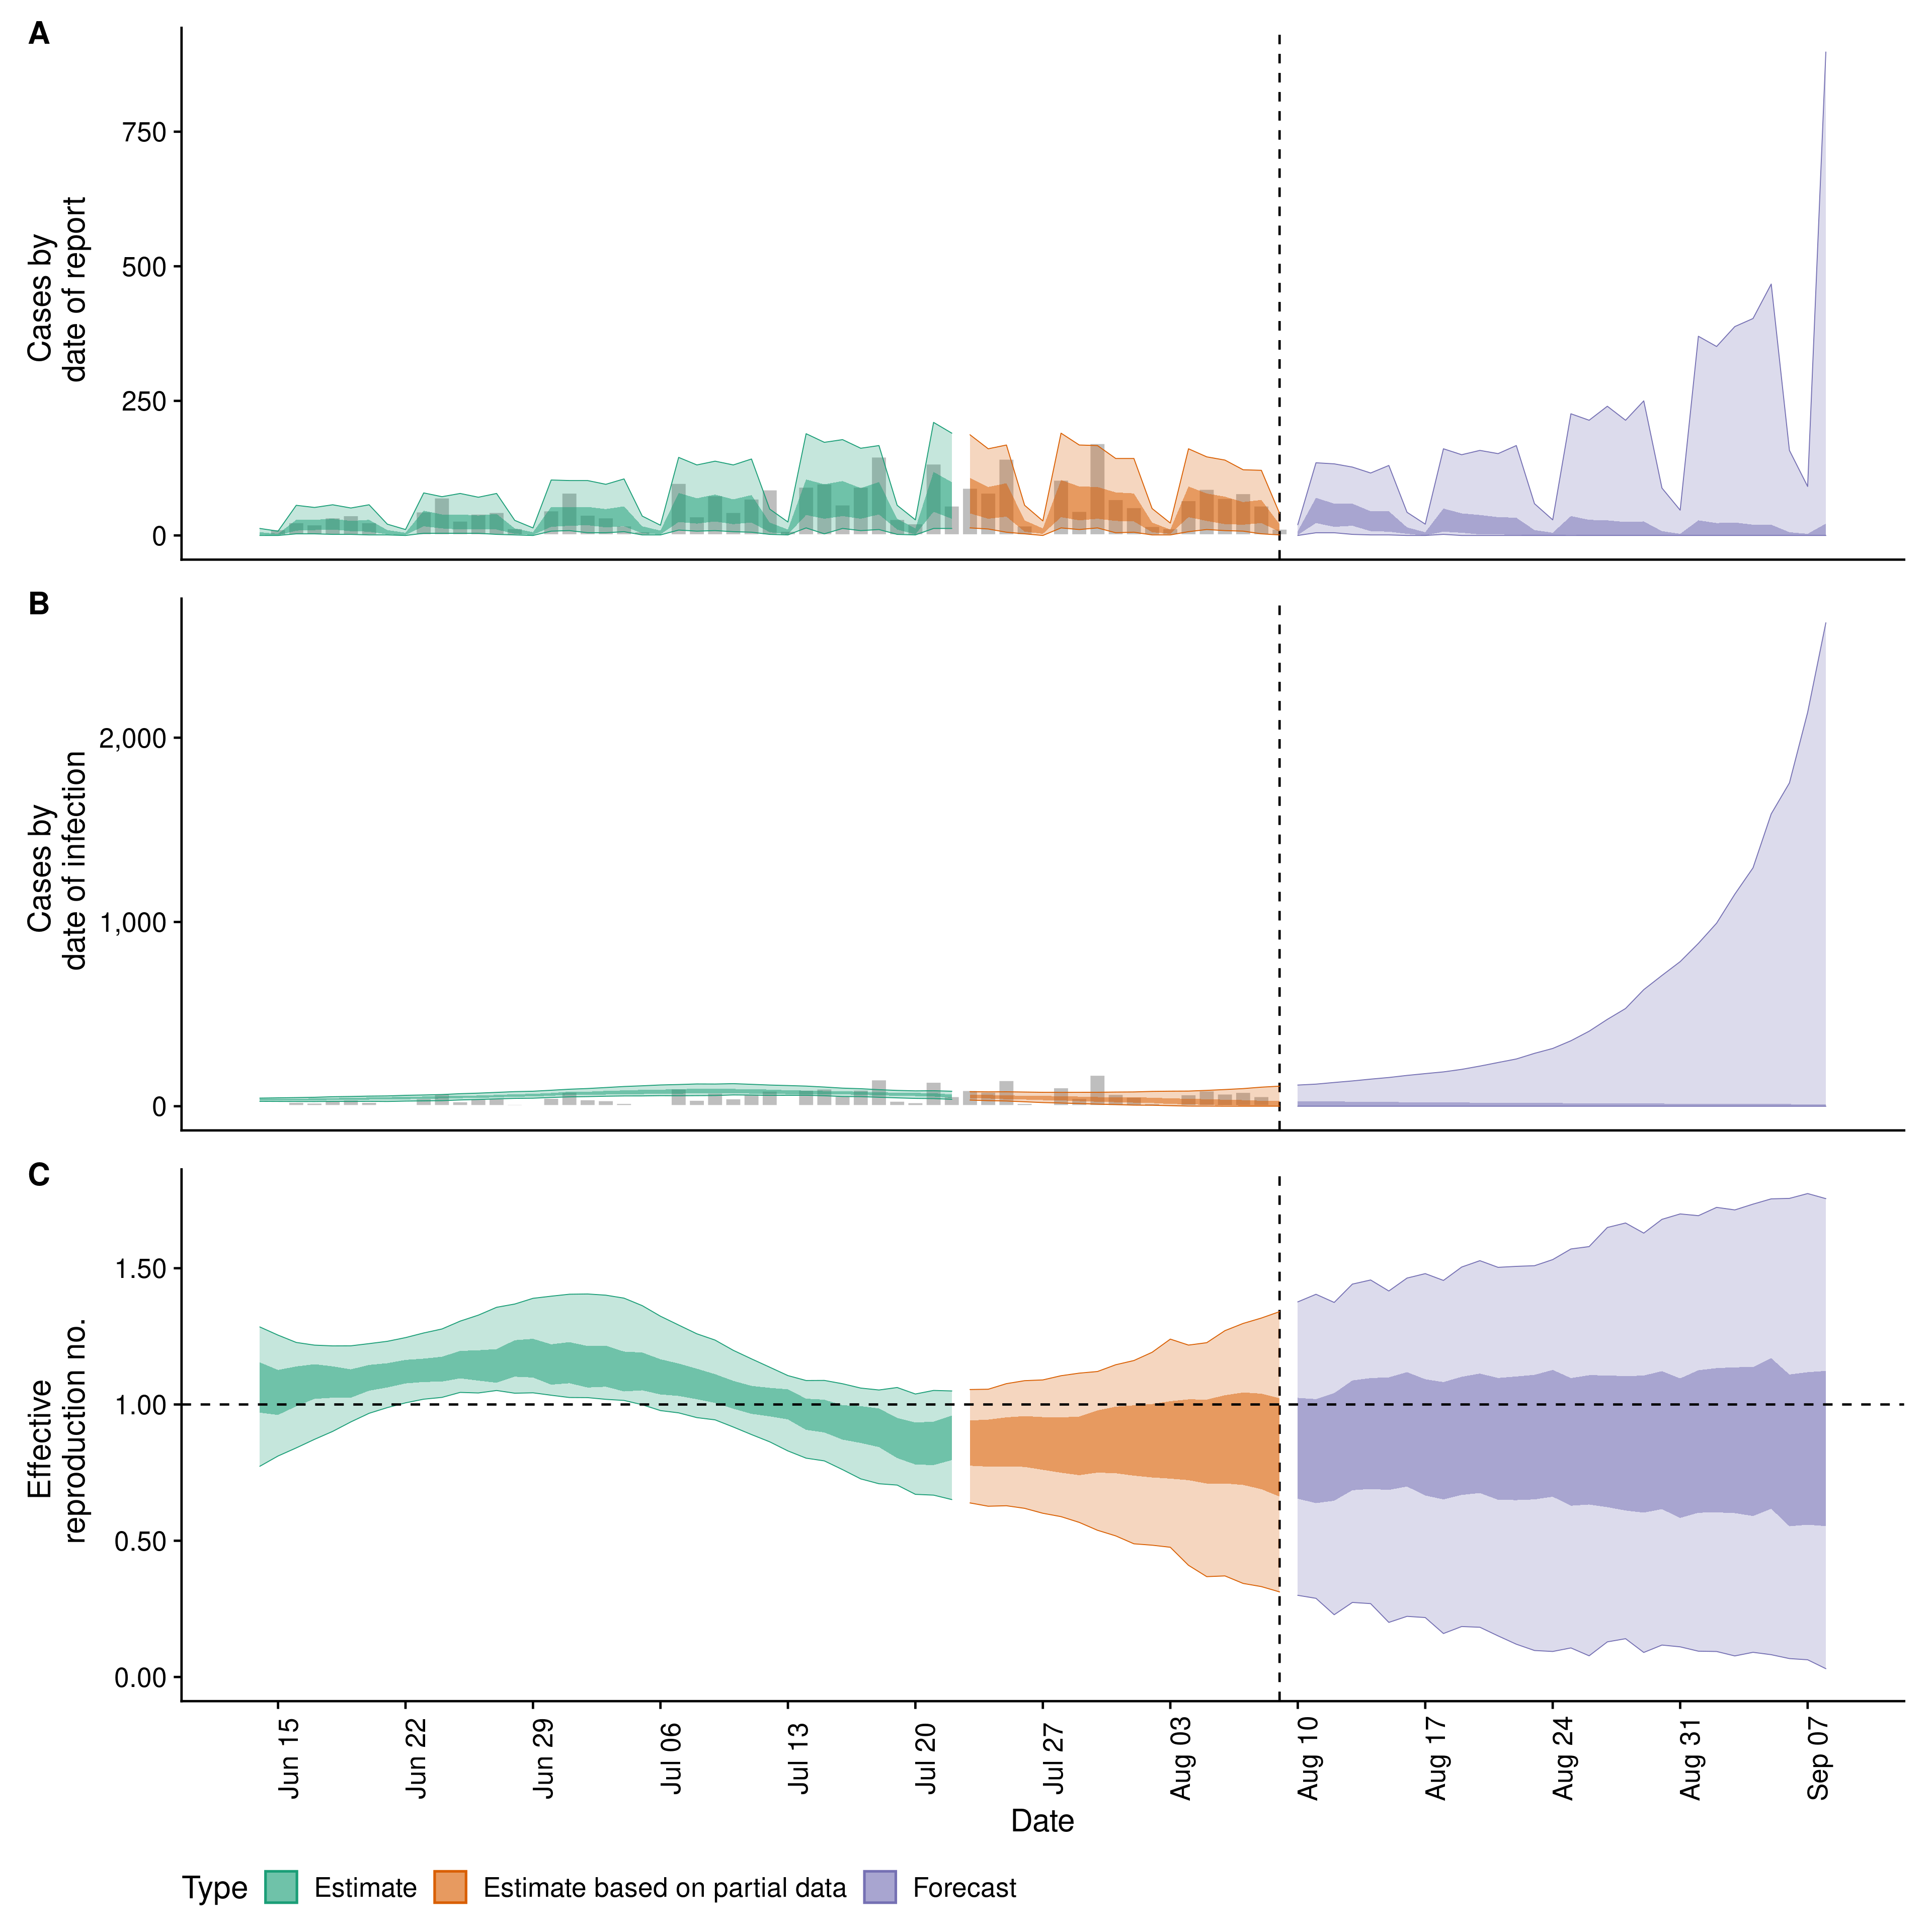 A
Cases by
date of report
750
500
250
0
B
Cases by
date of infection
2,000
1,000
0
C
Effective
reproduction no.
1.50
1.00
0.50
0.00
Jun 15
Jun 22
Jun 29
Jul 06
Jul 13
Jul 20
Jul 27
Aug 03
Aug 10
Aug 17
Aug 24
Aug 31
Sep 07
Date
Type Estimate Estimate based on partial data Forecast